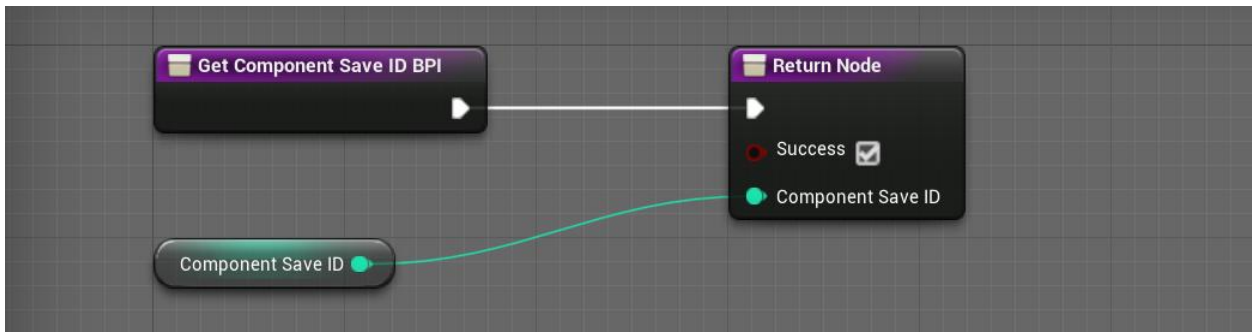 Get Component Save ID BPI
Return Node
Success
Component Save ID
Component Save ID